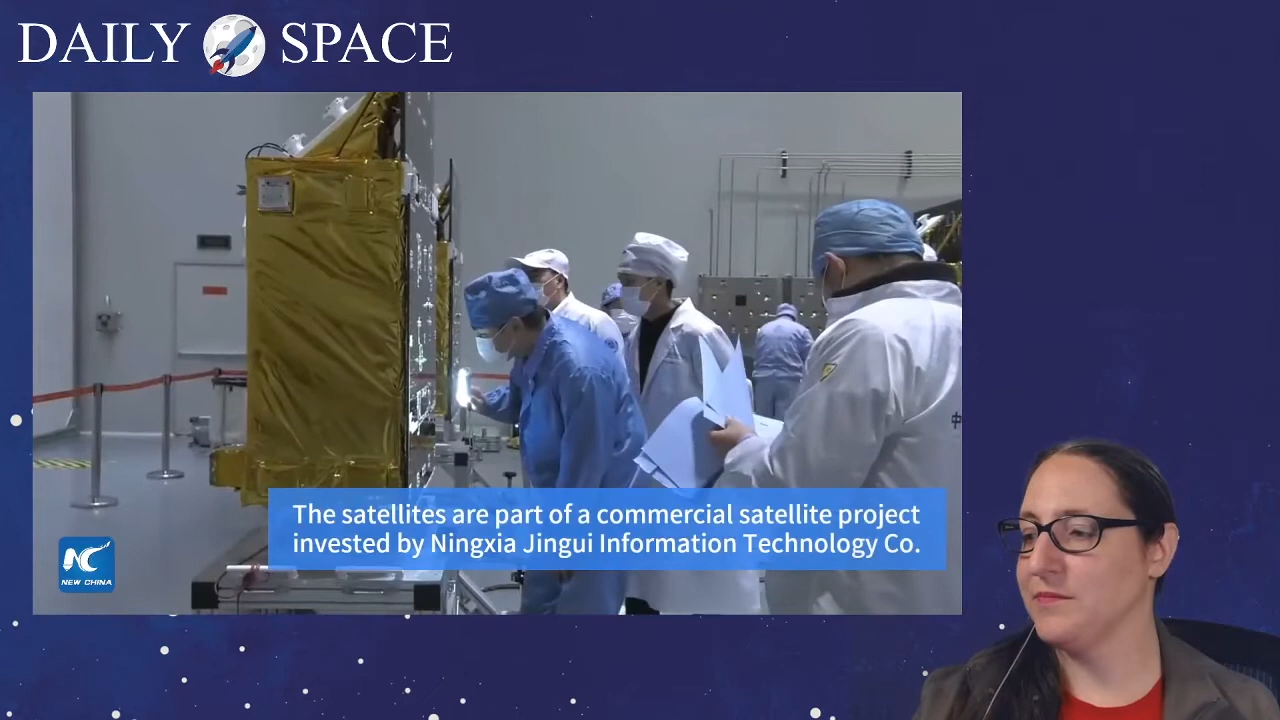 DAILY SPACE
中
The satellites are part of a commercial satellite project
invested by Ningxia Jingui Information Technology Co.
NEW CHINA